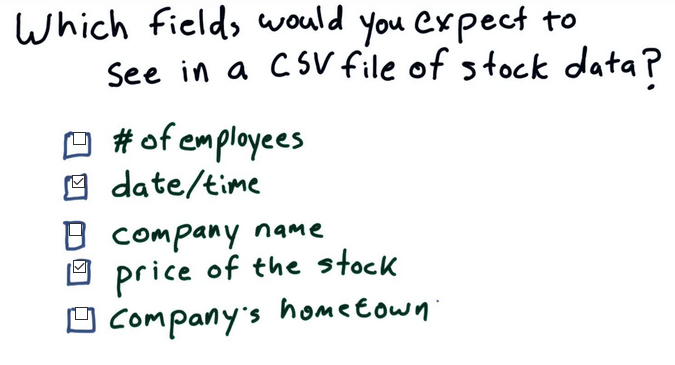 Which fields would you expect to
see in a CSV file of stock data?
# of employees
date/time
company name
price of the stock
company's hometown